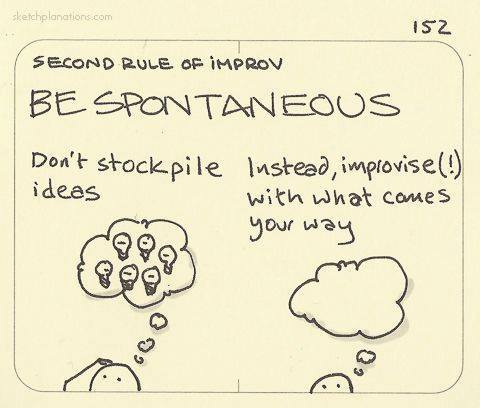 sketchplanations.com
152
SECOND RULE OF IMPROV
BE SPONTANEOUS
Don't stockpile
ideas
Instead, improvise(!)
with what comes
your way